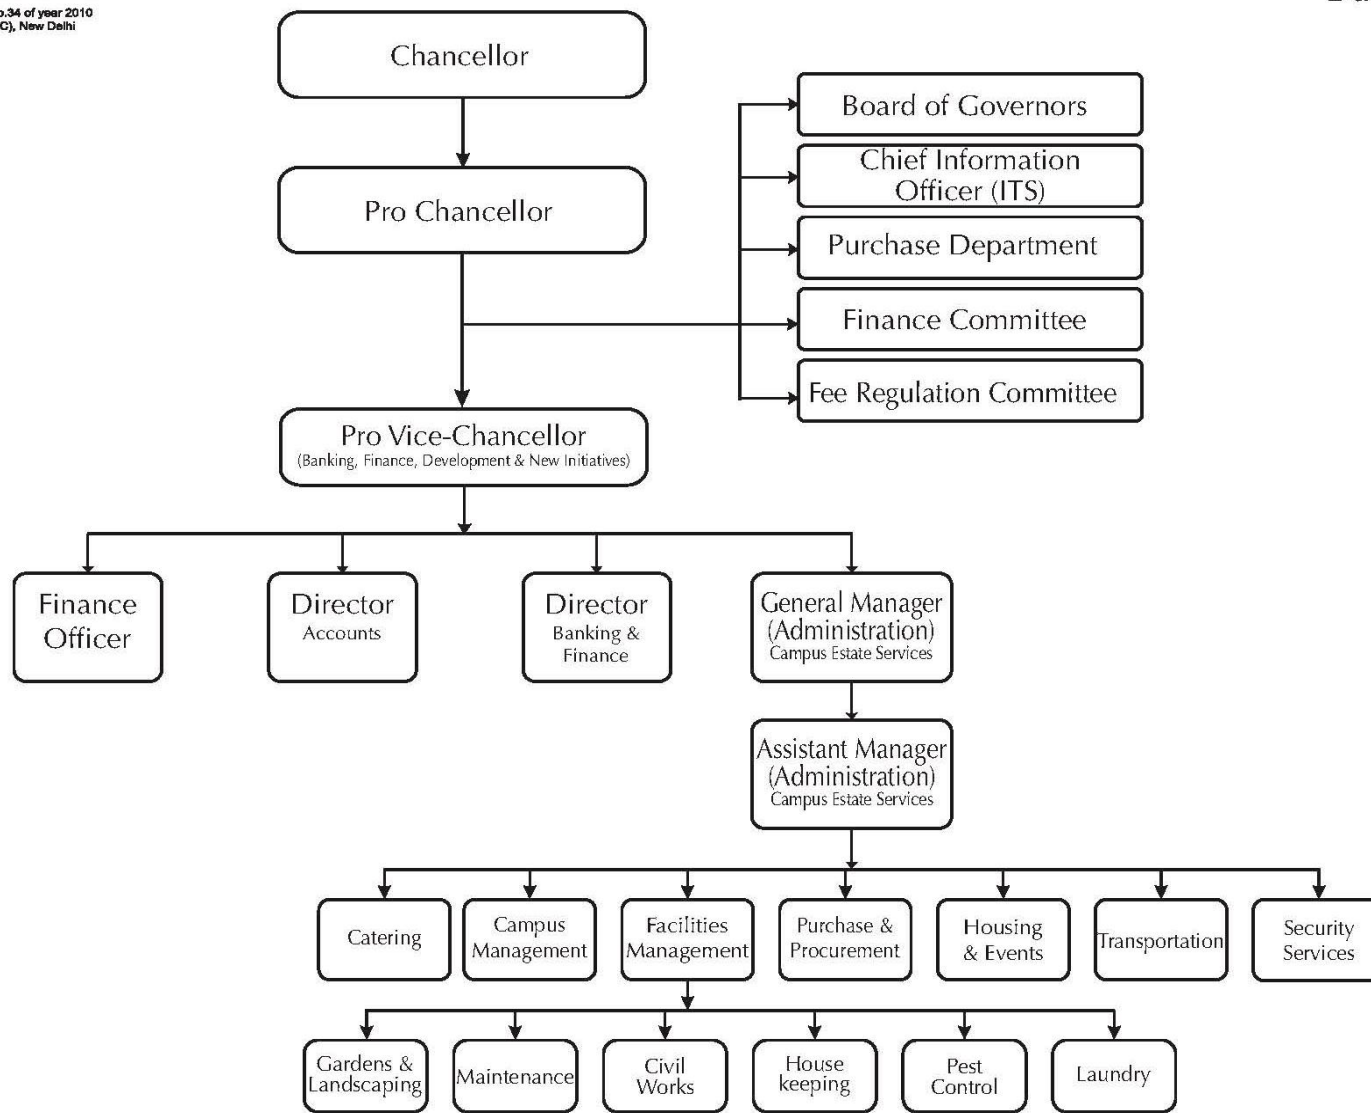 o.34 of year 2010
C), New Delhi
Chancellor
Board of Governors
Chief Information
Officer (ITS)
Pro Chancellor
Purchase Department
Finance Committee
Fee Regulation Committee
Pro Vice-Chancellor
(Banking, Finance, Development & New Initiatives)
Finance
Officer
Director
Accounts
Director
Banking &
Finance
General Manager
(Administration)
Campus Estate Services
Assistant Manager
(Administration)
Campus Estate Services
Catering
Campus
Management
Facilities
Management
Purchase &
Procurement
Housing
& Events
Transportation
Security
Services
Gardens &
Landscaping
Maintenance
Civil
Works
House
keeping
Pest
Control
Laundry